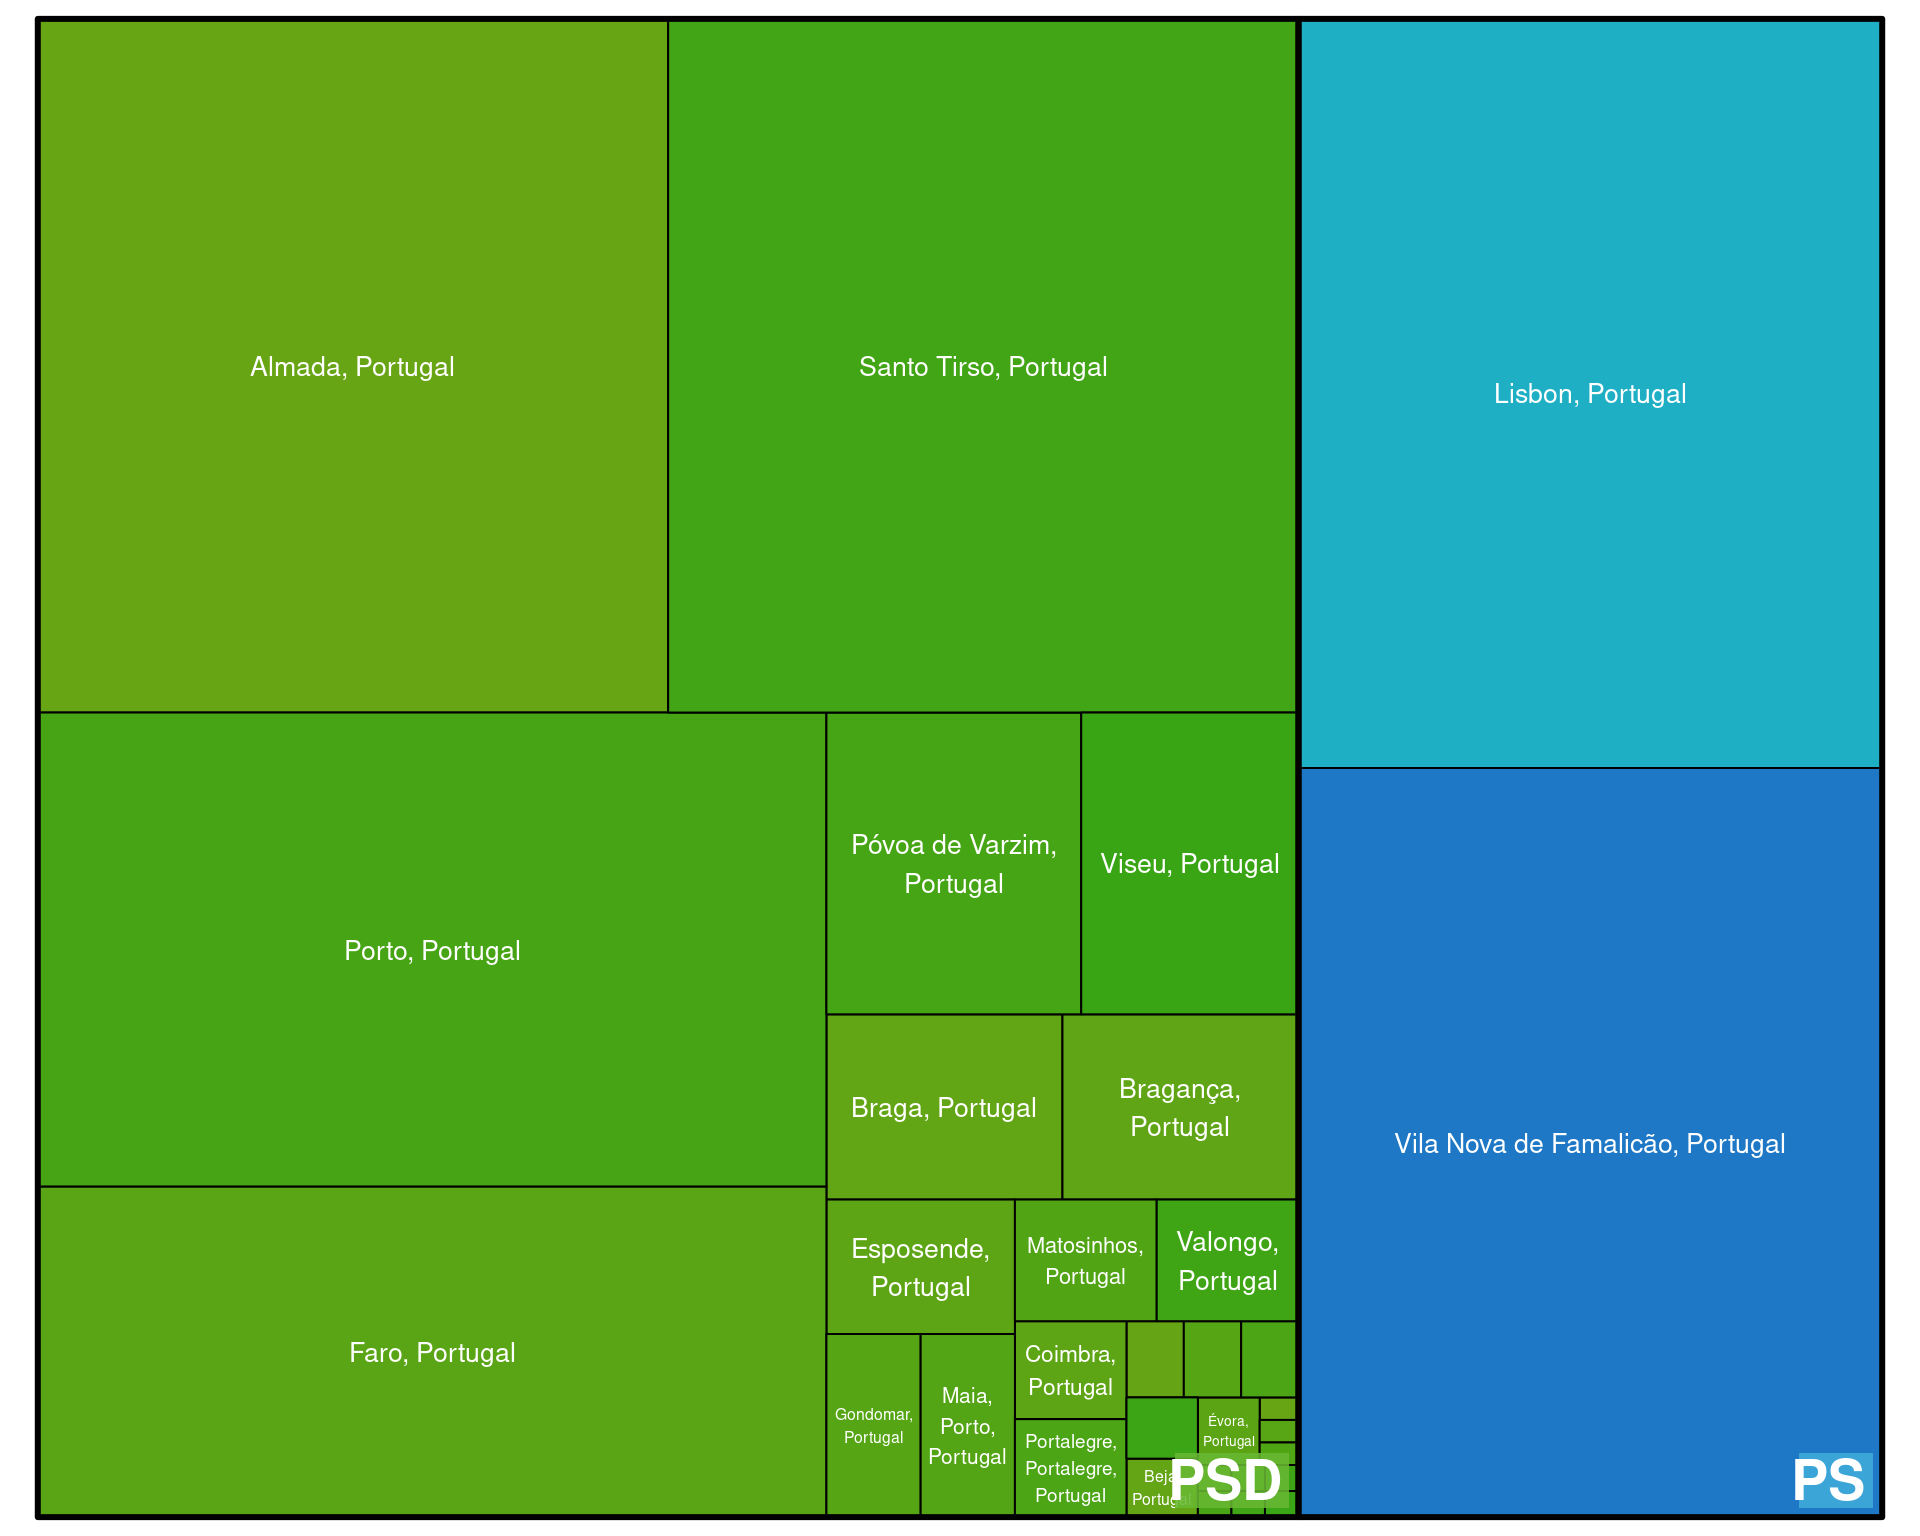 Almada, Portugal
Santo Tirso, Portugal
Lisbon, Portugal
Porto, Portugal
Póvoa de Varzim,
Portugal
Viseu, Portugal
Braga, Portugal
Bragança,
Portugal
Vila Nova de Famalicão, Portugal
Faro, Portugal
Esposende,
Portugal
Matosinhos,
Portugal
Valongo,
Portugal
Gondomar,
Portugal
Maia,
Porto,
Portugal
Coimbra,
Portugal
Portalegre,
Portalegre,
Portugal
Évora,
Portugal
Beja
Portugal
PSD
PS